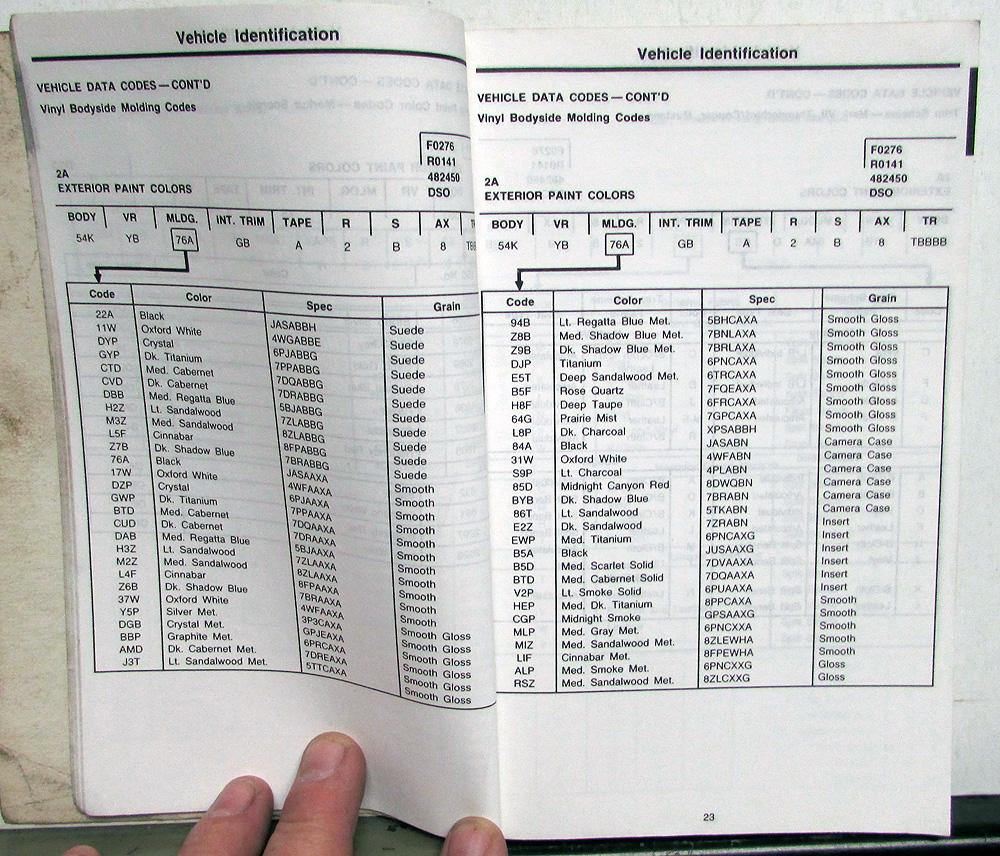 Vehicle Identification
VEHICLE DATA CODES — CONT'D
Vinyl Bodyside Molding Codes
F0276
R0141
482450
DSO
2A
EXTERIOR PAINT COLORS
BODY VR MLDG. INT. TRIM TAPE R S AX
54K YB 76A GB A 2 B 8
Code Color Spec Grain
22A Black JASABBH Suede
11W Oxford White 4WGABBE Suede
DYP Crystal 6PJABBG Suede
GYP Dk. Titanium 7PPABBG Suede
CTD Med. Cabernet 7DQABBG Suede
CVD Dk. Cabernet 7DRABBG Suede
DBB Med. Regatta Blue 5BJABBG Suede
H2Z Lt. Sandalwood 7ZLABBG Suede
M3Z Med. Sandalwood 8ZLABBG Suede
L5F Cinnabar 8FPABBG Suede
Z7B Dk. Shadow Blue 7BRABBG Suede
76A Black JASAAXA Smooth
17W Oxford White 4WFAAXA Smooth
DZP Crystal 6PJAAXA Smooth
GWP Dk. Titanium 7PPAAXA Smooth
BTD Med. Cabernet 7DQAAXA Smooth
CUD Dk. Cabernet 7DRAAXA Smooth
DAB Med. Regatta Blue 5BJAAXA Smooth
H3Z Lt. Sandalwood 7ZLAAXA Smooth
M2Z Med. Sandalwood 8ZLAAXA Smooth
L4F Cinnabar 8FPAAXA Smooth
Z6B Dk. Shadow Blue 7BRAAXA Smooth
37W Oxford White 4WFAAXA Smooth Gloss
Y5P Silver Met. 3P3CAXA Smooth Gloss
DGB Crystal Met. GPJEAXA Smooth Gloss
BBP Graphite Met. 6PRCAXA Smooth Gloss
AMD Dk. Cabernet Met. 7DREAXA Smooth Gloss
J3T Lt. Sandalwood Met. 5TTCAXA Smooth Gloss
Vehicle Identification
VEHICLE DATA CODES — CONT'D
Vinyl Bodyside Molding Codes
F0276
R0141
482450
DSO
2A
EXTERIOR PAINT COLORS
BODY VR MLDG. INT. TRIM TAPE R S AX TR
54K YB 76A GB A 2 B 8 TBBBB
Code Color Spec Grain
94B Lt. Regatta Blue Met. 5BHCAXA Smooth Gloss
Z8B Med. Shadow Blue Met. 7BNLAXA Smooth Gloss
Z9B Dk. Shadow Blue Met. 7BRLAXA Smooth Gloss
DJP Titanium 6PNCAXA Smooth Gloss
E5T Deep Sandalwood Met. 6TRCAXA Smooth Gloss
B5F Rose Quartz 7FQEAXA Smooth Gloss
H8F Deep Taupe 6FRCAXA Smooth Gloss
64G Prairie Mist 7GPCAXA Smooth Gloss
L8P Dk. Charcoal XPSABBH Smooth Gloss
84A Black JASABN Camera Case
31W Oxford White 4WFABN Camera Case
S9P Lt. Charcoal 4PLABN Camera Case
85D Midnight Canyon Red 8DWQBN Camera Case
BYB Dk. Shadow Blue 7BRABN Camera Case
86T Lt. Sandalwood 5TKABN Camera Case
E2Z Dk. Sandalwood 7ZRABN Insert
EWP Med. Titanium 6PNCAXG Insert
B5A Black JUSAAXG Insert
B5D Med. Scarlet Solid 7DVAAXA Insert
BTD Med. Cabernet Solid 7DQAAXA Insert
V2P Lt. Smoke Solid 6PUAAXA Insert
HEP Med. Dk. Titanium 8PPCAXA Smooth
CGP Midnight Smoke GPSAAXG Smooth
MLP Med. Gray Met. 6PNCXXA Smooth
MIZ Med. Sandalwood Met. 8ZLEWHA Smooth
LIF Cinnabar Met. 8FPEWHA Smooth
ALP Med. Smoke Met. 6PNCXXG Gloss
RSZ Med. Sandalwood Met. 8ZLCXXG Gloss
23